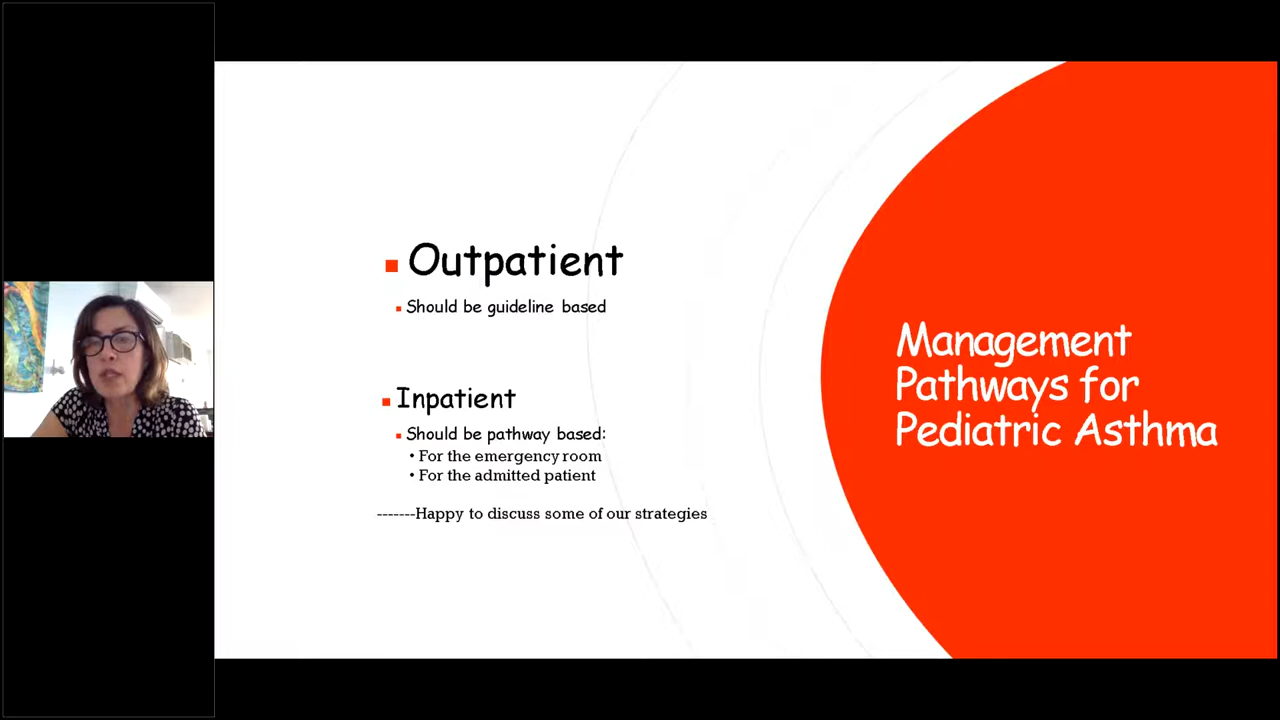 Outpatient
Should be guideline based
Inpatient
Should be pathway based:
• For the emergency room
• For the admitted patient
-------Happy to discuss some of our strategies
Management
Pathways for
Pediatric Asthma